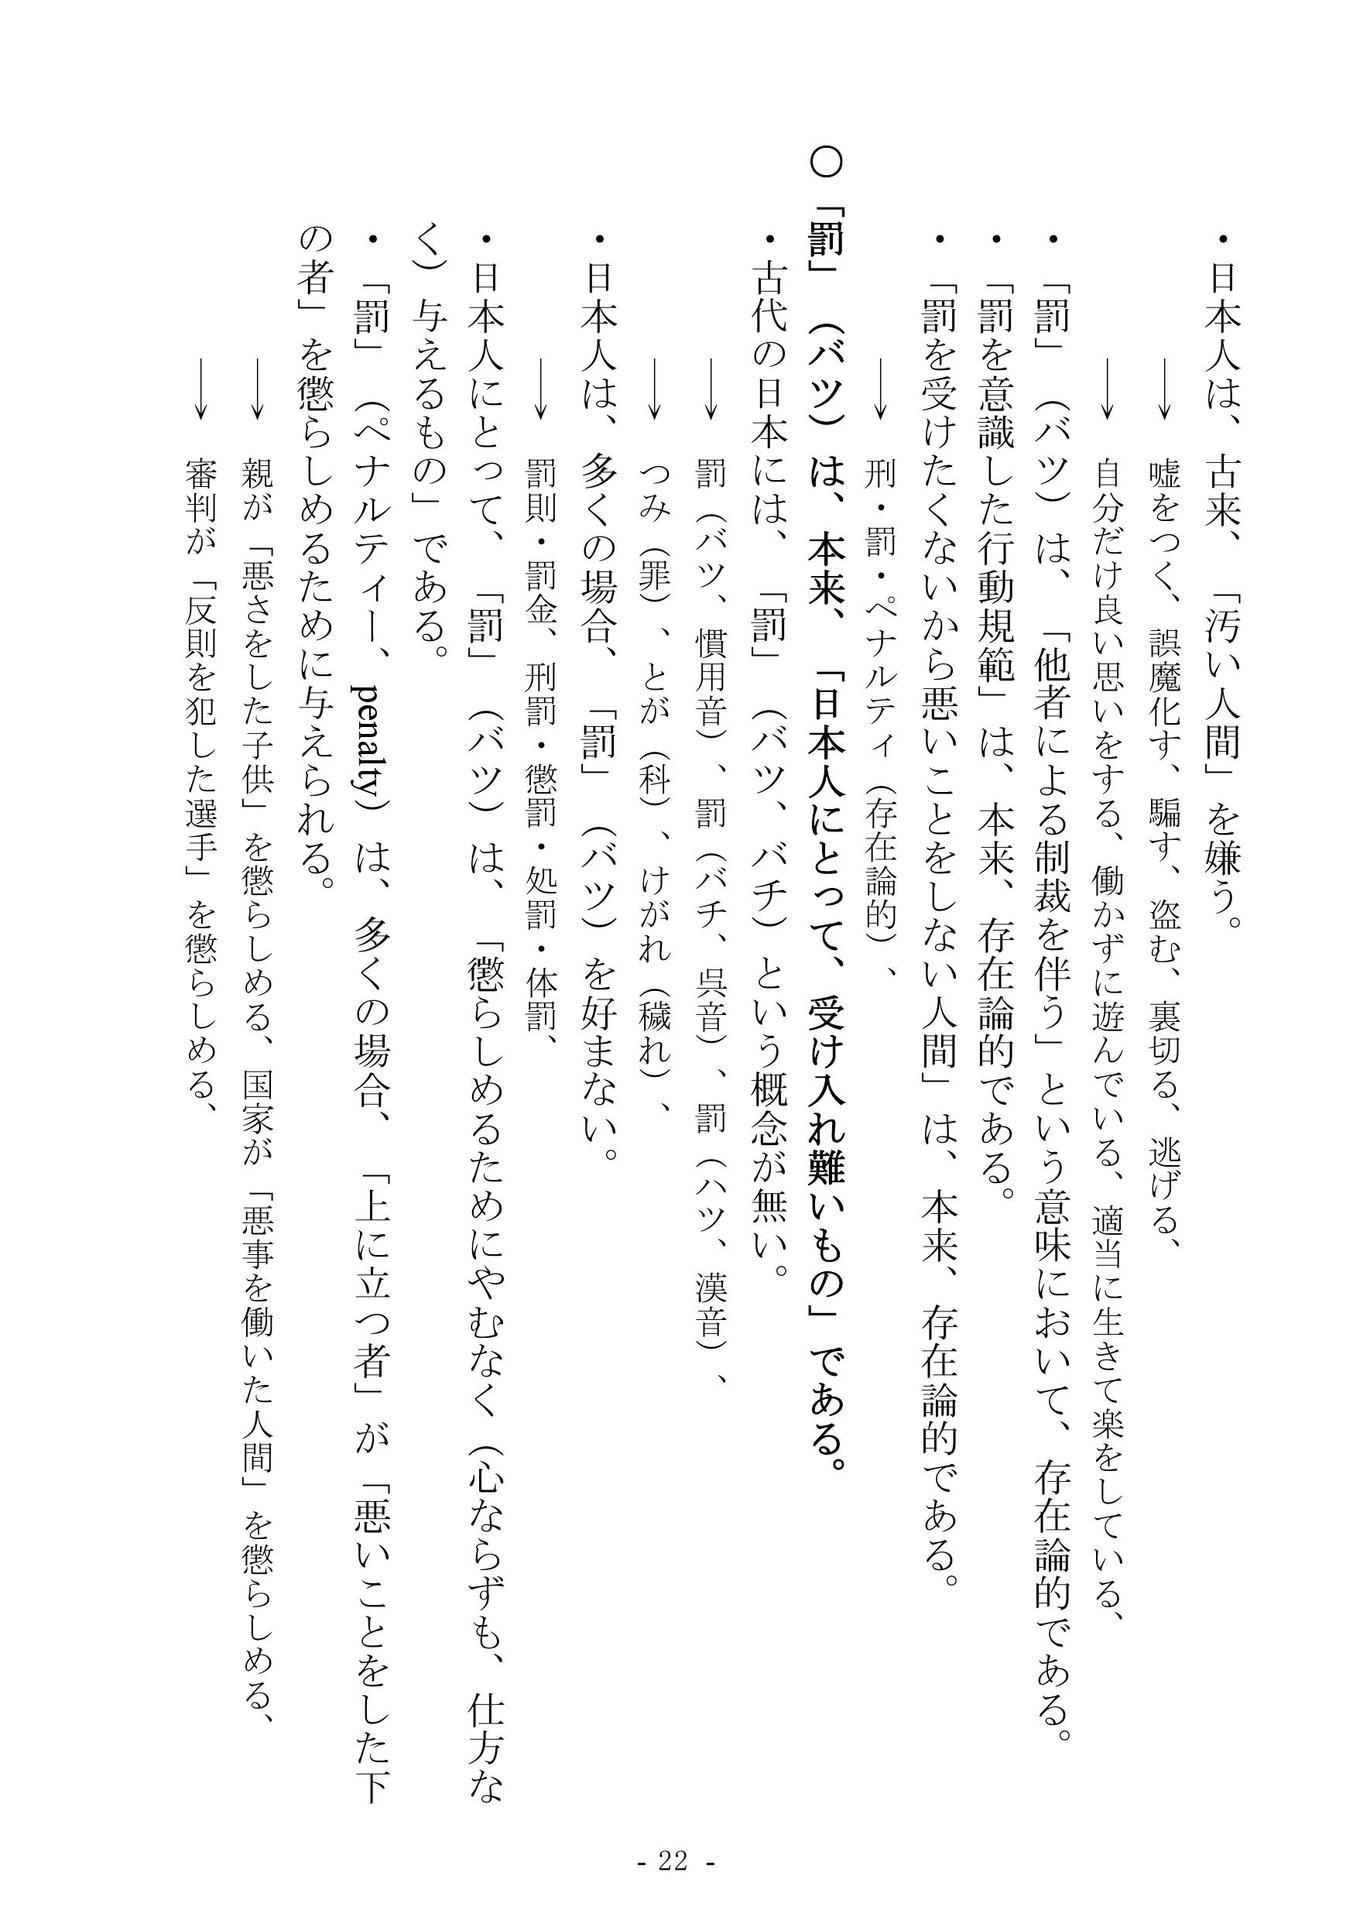 ・日本人は、古来、「汚い人間」を嫌う。
→ 嘘をつく、誤魔化す、騙す、盗む、裏切る、逃げる、
→ 自分だけ良い思いをする、働かずに遊んでいる、適当に生きて楽をしている、
・「罰」（バツ）は、「他者による制裁を伴う」という意味において、存在論的である。
・「罰を意識した行動規範」は、本来、存在論的である。
・「罰を受けたくないから悪いことをしない人間」は、本来、存在論的である。
→ 刑・罰・ペナルティ（存在論的）、
〇「罰」（バツ）は、本来、「日本人にとって、受け入れ難いもの」である。
・古代の日本には、「罰」（バツ、バチ）という概念が無い。
→ 罰（バツ、慣用音）、罰（バチ、呉音）、罰（ハツ、漢音）、
→ つみ（罪）、とが（科）、けがれ（穢れ）、
・日本人は、多くの場合、「罰」（バツ）を好まない。
→ 罰則・罰金、刑罰・懲罰・処罰・体罰、
・日本人にとって、「罰」（バツ）は、「懲らしめるためにやむなく（心ならずも、仕方な
く）与えるもの」である。
・「罰」（ペナルティー、penalty）は、多くの場合、「上に立つ者」が「悪いことをした下
の者」を懲らしめるために与えられる。
→ 親が「悪さをした子供」を懲らしめる、国家が「悪事を働いた人間」を懲らしめる、
→ 審判が「反則を犯した選手」を懲らしめる、
- 22 -